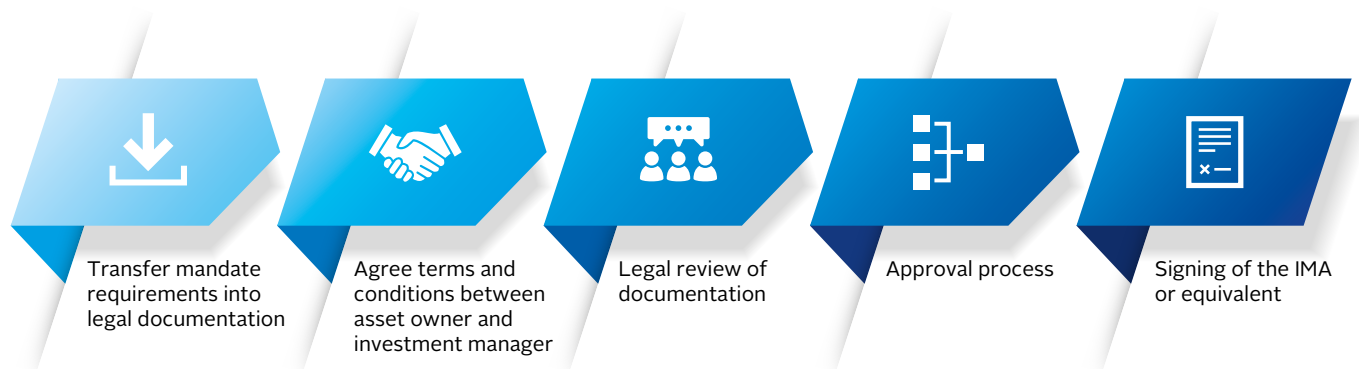 Transfer mandate
requirements into
legal documentation
Agree terms and
conditions between
asset owner and
investment manager
Legal review of
documentation
Approval process
Signing of the IMA
or equivalent